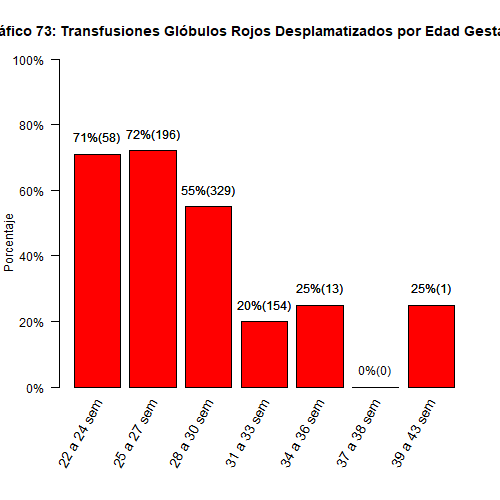 áfico 73: Transfusiones Glóbulos Rojos Desplamatizados por Edad Gesta
100%
80%
60%
40%
20%
0%
Porcentaje
71%(58)
72%(196)
55%(329)
20%(154)
25%(13)
0%(0)
25%(1)
22 a 24 sem
25 a 27 sem
28 a 30 sem
31 a 33 sem
34 a 36 sem
37 a 38 sem
39 a 43 sem